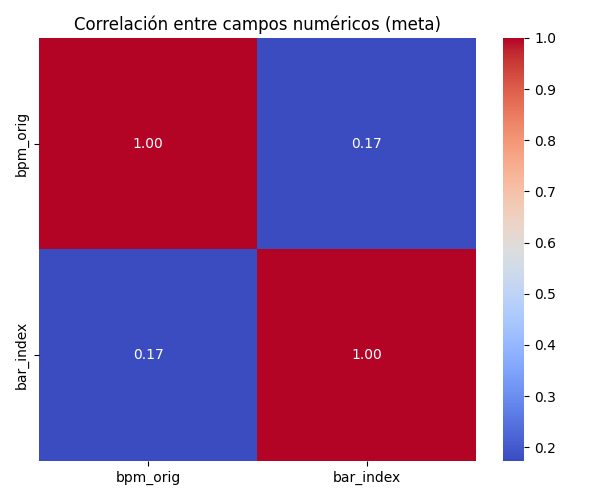 Correlación entre campos numéricos (meta)
bpm_orig
1.00
0.17
bar_index
0.17
1.00
bpm_orig
bar_index
1.0
0.9
0.8
0.7
0.6
0.5
0.4
0.3
0.2